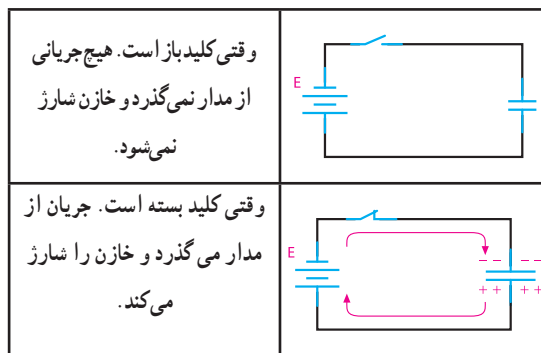 وقتی کلید باز است. هیچ جریانی
از مدار نمی‌گذرد و خازن شارژ
نمی‌شود.
E
وقتی کلید بسته است. جریان از
مدار می گذرد و خازن را شارژ
می‌کند.
E
– – – –
+ + + +